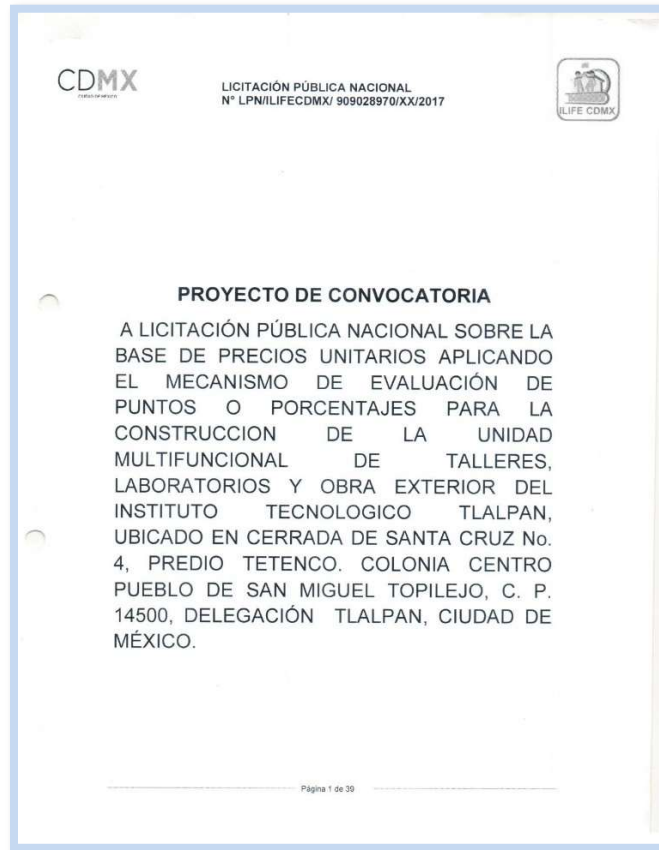 CDMX
CIUDAD DE MÉXICO
LICITACIÓN PÚBLICA NACIONAL
N° LPN/ILIFECDMX/ 909028970/XX/2017
ILIFE CDMX
PROYECTO DE CONVOCATORIA
A LICITACIÓN PÚBLICA NACIONAL SOBRE LA
BASE DE PRECIOS UNITARIOS APLICANDO
EL MECANISMO DE EVALUACIÓN DE
PUNTOS O PORCENTAJES PARA LA
CONSTRUCCION DE LA UNIDAD
MULTIFUNCIONAL DE TALLERES,
LABORATORIOS Y OBRA EXTERIOR DEL
INSTITUTO TECNOLOGICO TLALPAN,
UBICADO EN CERRADA DE SANTA CRUZ No.
4, PREDIO TETENCO. COLONIA CENTRO
PUEBLO DE SAN MIGUEL TOPILEJO, C. P.
14500, DELEGACIÓN TLALPAN, CIUDAD DE
MÉXICO.
Página 1 de 39